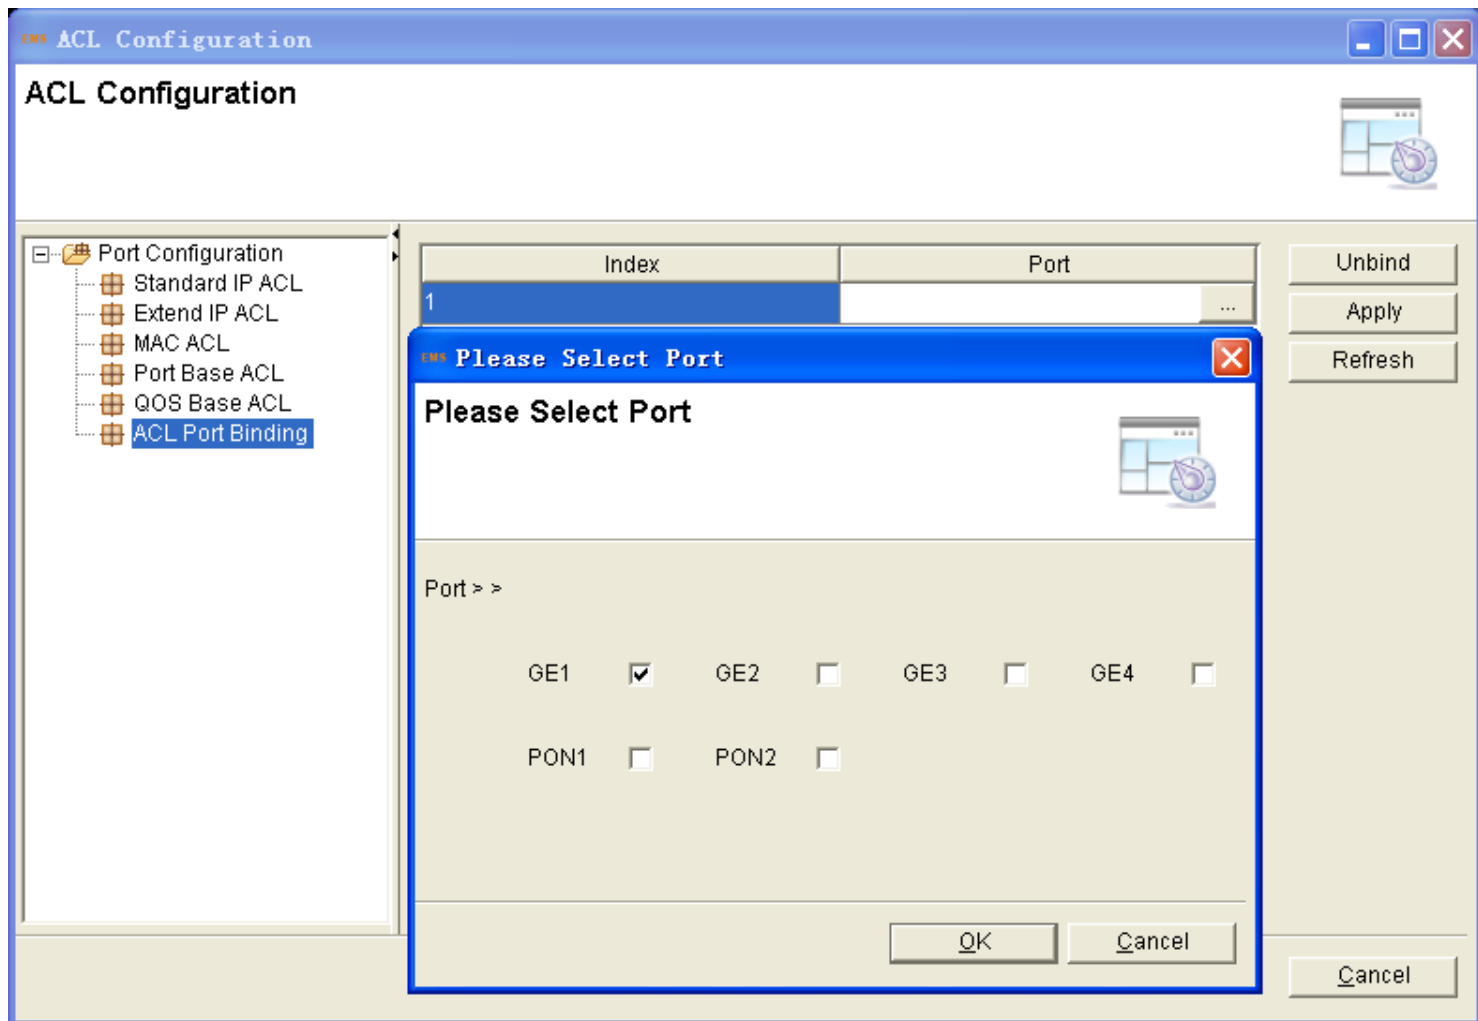 EMS ACL Configuration
ACL Configuration
Port Configuration
Standard IP ACL
Extend IP ACL
MAC ACL
Port Base ACL
QOS Base ACL
ACL Port Binding
Index Port
1 ...
Unbind
Apply
Refresh
EMS Please Select Port
Please Select Port
Port > >
GE1 GE2 GE3 GE4
PON1 PON2
OK Cancel
Cancel